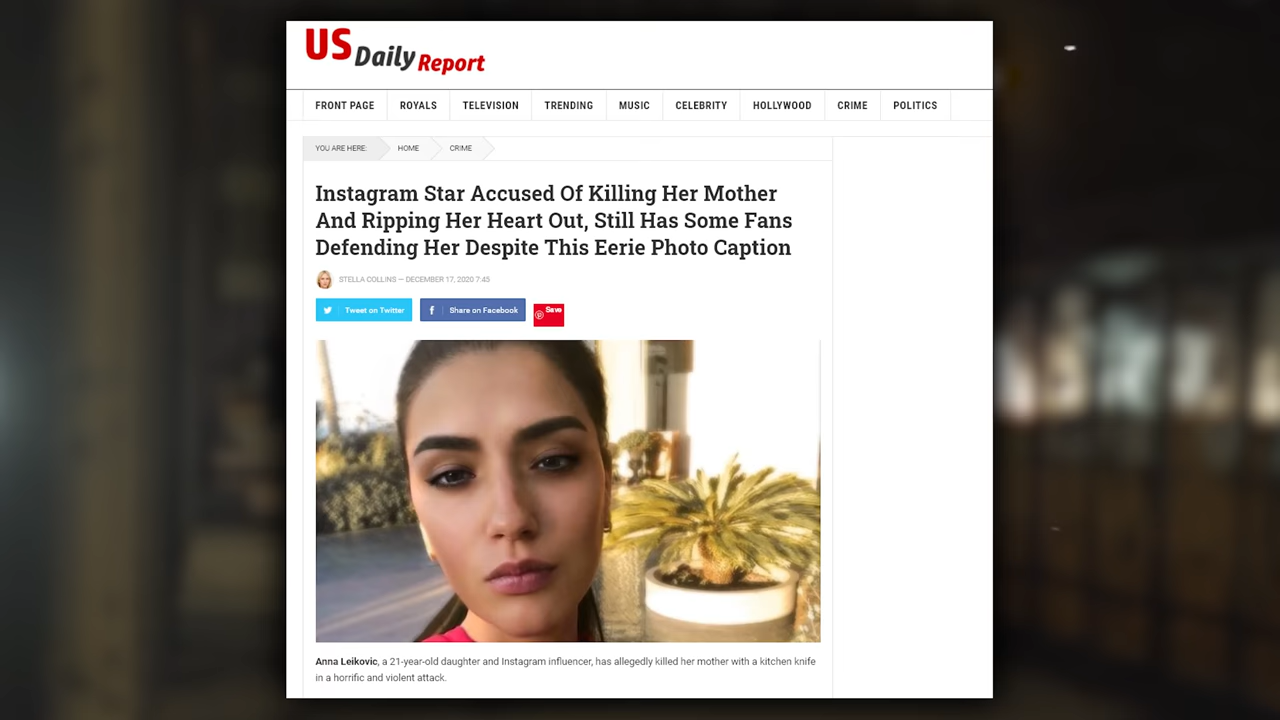 US Daily Report
FRONT PAGE ROYALS TELEVISION TRENDING MUSIC CELEBRITY HOLLYWOOD CRIME POLITICS
YOU ARE HERE: HOME CRIME
Instagram Star Accused Of Killing Her Mother
And Ripping Her Heart Out, Still Has Some Fans
Defending Her Despite This Eerie Photo Caption
STELLA COLLINS — DECEMBER 17, 2020 7:45
Tweet on Twitter Share on Facebook Save
Anna Leikovic, a 21-year-old daughter and Instagram influencer, has allegedly killed her mother with a kitchen knife
in a horrific and violent attack.